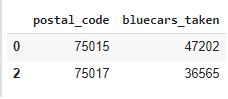 postal_code bluecars_taken
0 75015 47202
2 75017 36565